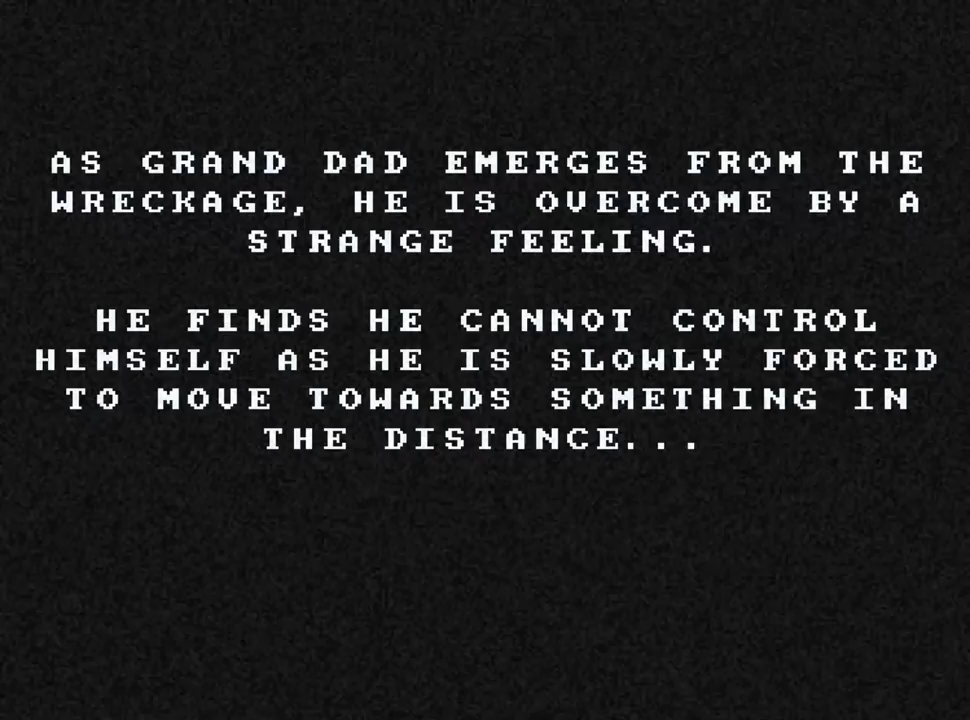 AS GRAND DAD EMERGES FROM THE
WRECKAGE, HE IS OVERCOME BY A
STRANGE FEELING.
HE FINDS HE CANNOT CONTROL
HIMSELF AS HE IS SLOWLY FORCED
TO MOVE TOWARDS SOMETHING IN
THE DISTANCE...